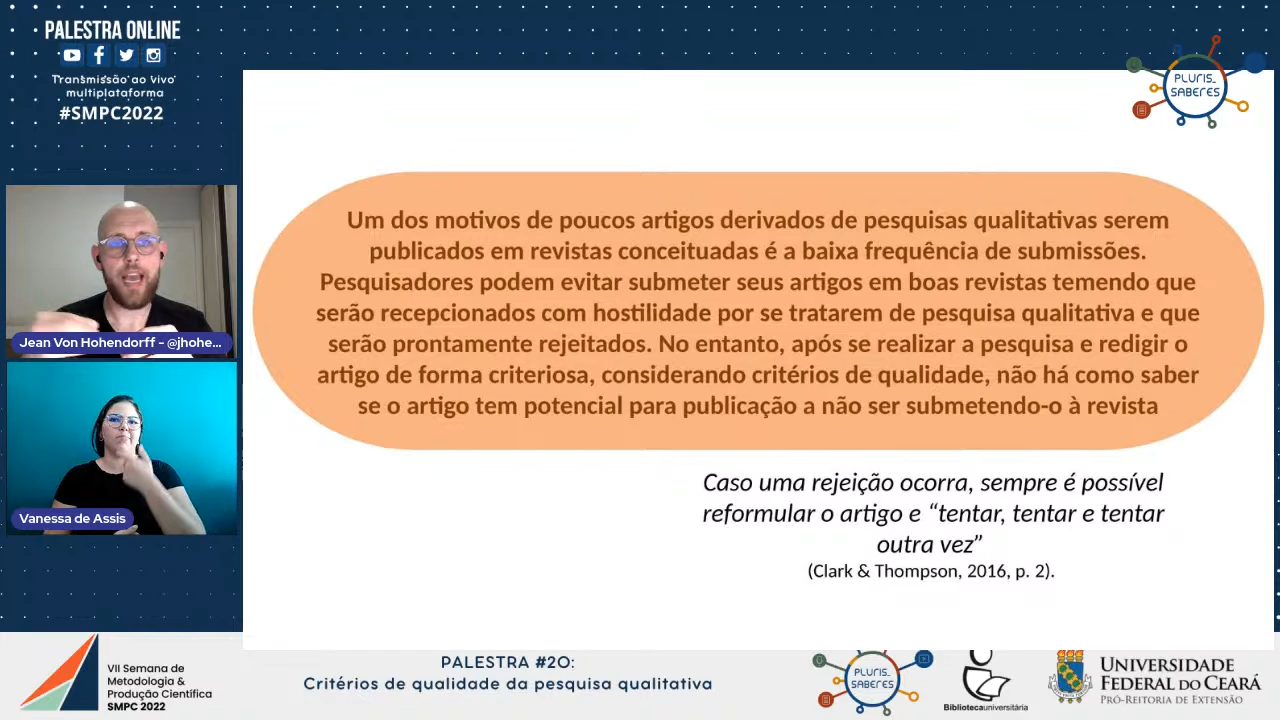 PALESTRA ONLINE
Transmissão ao vivo
multiplataforma
#SMPC2022
PLURIS_
SABERES
Jean Von Hohendorff - @jhohe...
Vanessa de Assis
Um dos motivos de poucos artigos derivados de pesquisas qualitativas serem
publicados em revistas conceituadas é a baixa frequência de submissões.
Pesquisadores podem evitar submeter seus artigos em boas revistas temendo que
serão recepcionados com hostilidade por se tratarem de pesquisa qualitativa e que
serão prontamente rejeitados. No entanto, após se realizar a pesquisa e redigir o
artigo de forma criteriosa, considerando critérios de qualidade, não há como saber
se o artigo tem potencial para publicação a não ser submetendo-o à revista
Caso uma rejeição ocorra, sempre é possível
reformular o artigo e “tentar, tentar e tentar
outra vez”
(Clark & Thompson, 2016, p. 2).
VII Semana de
Metodologia &
Produção Científica
SMPC 2022
PALESTRA #20:
Critérios de qualidade da pesquisa qualitativa
PLURIS_
SABERES
Bibliotecauniversitária
UNIVERSIDADE
FEDERAL DO CEARÁ
PRÓ-REITORIA DE EXTENSÃO